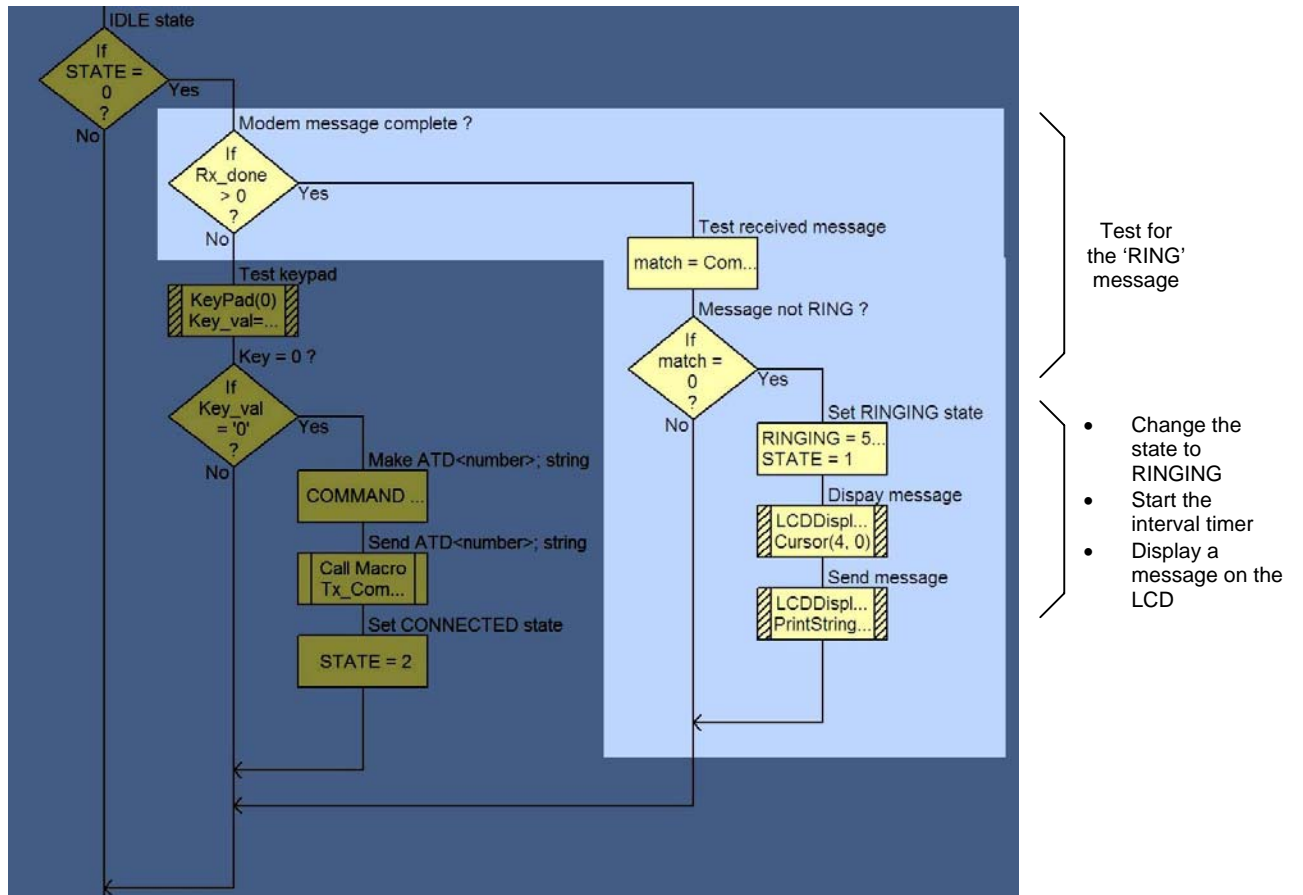 IDLE state
If
STATE =
0
?
Yes
No
Modem message complete ?
If
Rx_done
> 0
?
Yes
No
Test received message
match = Com...
Message not RING ?
If
match =
0
?
Yes
No
Set RINGING state
RINGING = 5...
STATE = 1
Dispay message
LCDDispl...
Cursor(4, 0)
Send message
LCDDispl...
PrintString...
Test keypad
KeyPad(0)
Key_val=...
Key = 0 ?
If
Key_val
= '0'
?
Yes
No
Make ATD<number>; string
COMMAND ...
Send ATD<number>; string
Call Macro
Tx_Com...
Set CONNECTED state
STATE = 2
Test for
the ‘RING’
message
• Change the
state to
RINGING
• Start the
interval timer
• Display a
message on the
LCD